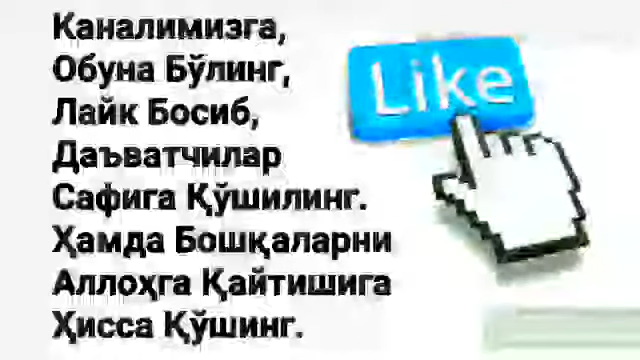 Каналимизга,
Обуна Бўлинг,
Лайк Босиб,
Даъватчилар
Сафига Қўшилинг.
Ҳамда Бошқаларни
Аллоҳга Қайтишига
Ҳисса Қўшинг.
Like